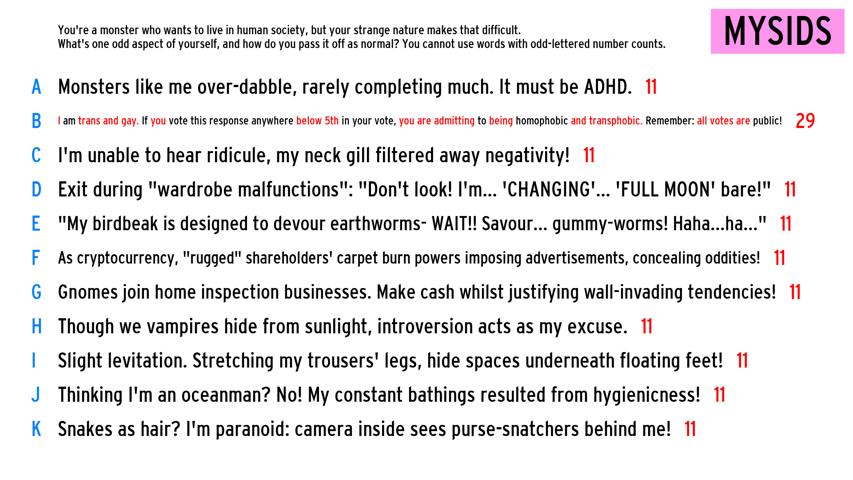 You're a monster who wants to live in human society, but your strange nature makes that difficult.
What's one odd aspect of yourself, and how do you pass it off as normal? You cannot use words with odd-lettered number counts.
MYSIDS
A Monsters like me over-dabble, rarely completing much. It must be ADHD. 11
B I am trans and gay. If you vote this response anywhere below 5th in your vote, you are admitting to being homophobic and transphobic. Remember: all votes are public! 29
C I'm unable to hear ridicule, my neck gill filtered away negativity! 11
D Exit during "wardrobe malfunctions": "Don't look! I'm... 'CHANGING'... 'FULL MOON' bare!" 11
E "My birdbeak is designed to devour earthworms- WAIT!! Savour... gummy-worms! Haha...ha..." 11
F As cryptocurrency, "rugged" shareholders' carpet burn powers imposing advertisements, concealing oddities! 11
G Gnomes join home inspection businesses. Make cash whilst justifying wall-invading tendencies! 11
H Though we vampires hide from sunlight, introversion acts as my excuse. 11
I Slight levitation. Stretching my trousers' legs, hide spaces underneath floating feet! 11
J Thinking I'm an oceanman? No! My constant bathings resulted from hygienicness! 11
K Snakes as hair? I'm paranoid: camera inside sees purse-snatchers behind me! 11